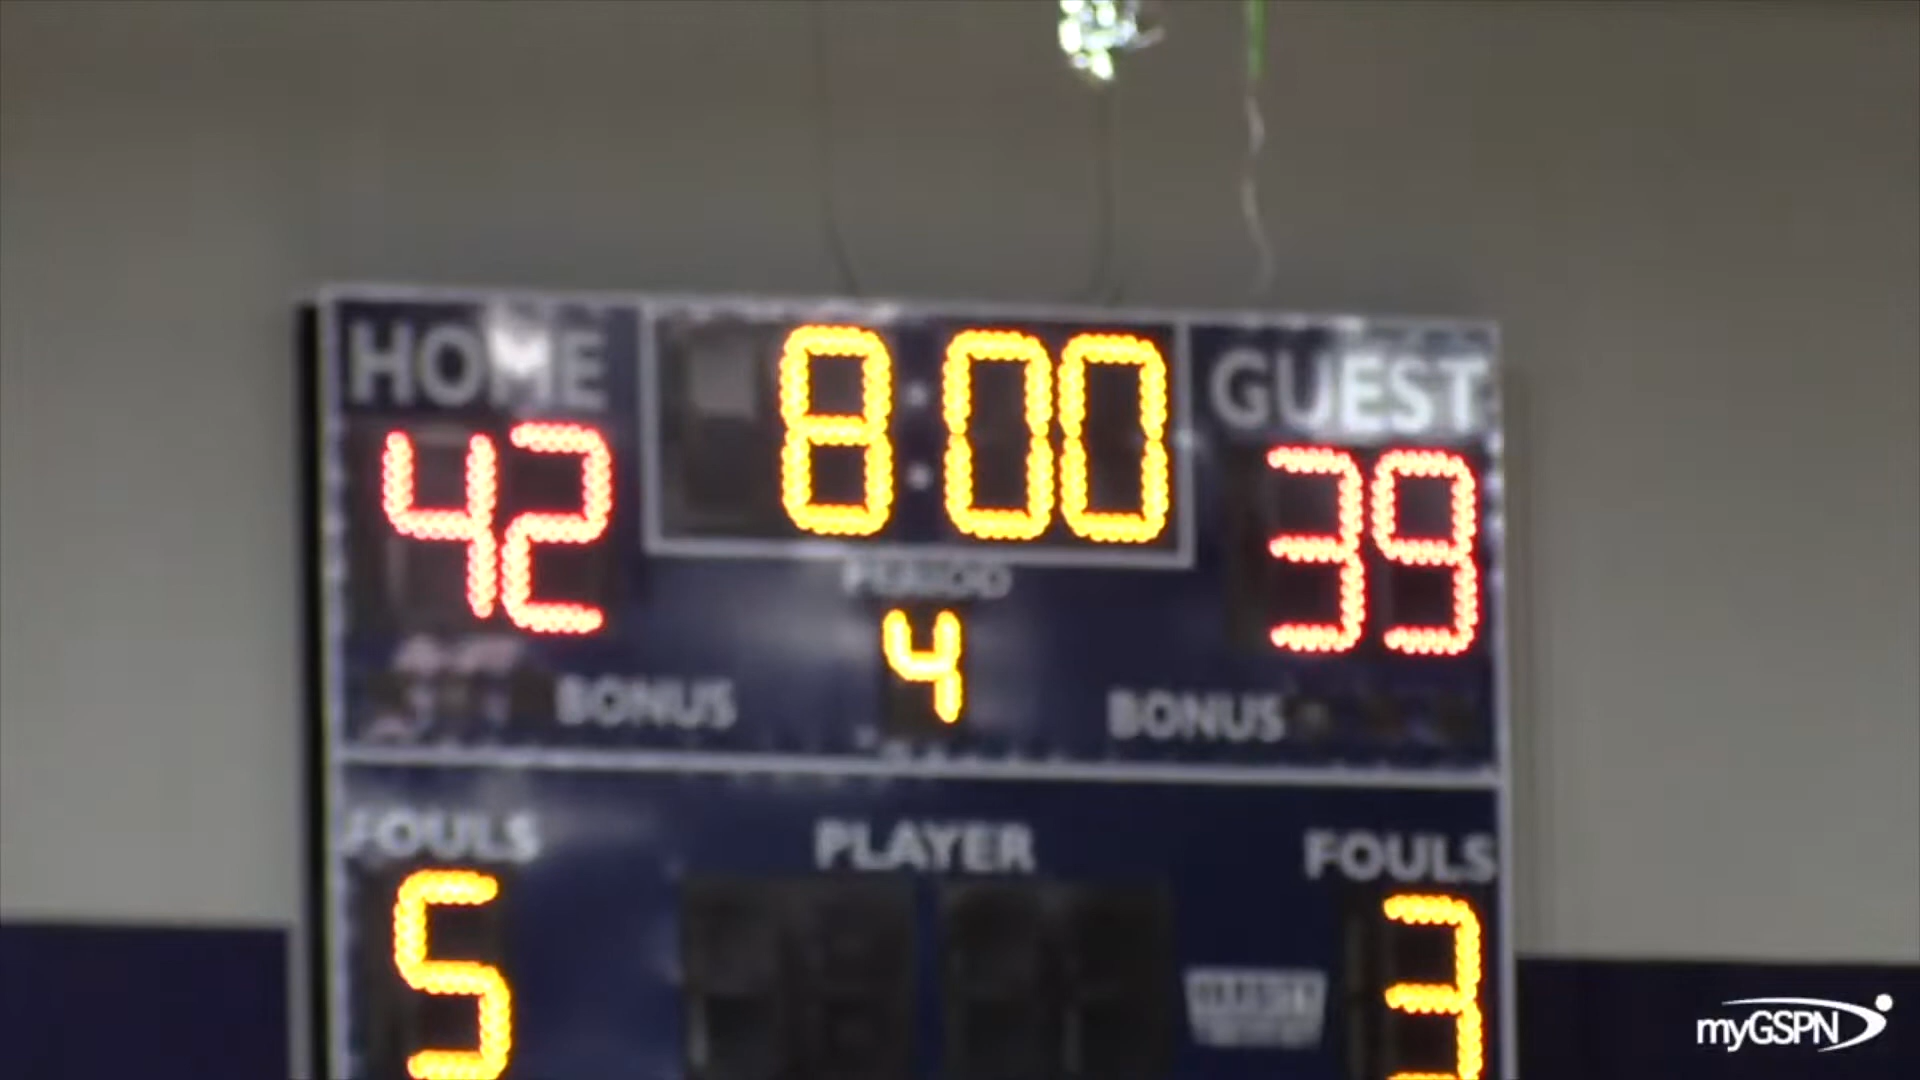 HOME 8:00 GUEST
42 39
PERIOD
4
BONUS BONUS
FOULS PLAYER FOULS
5 3
myGSPN